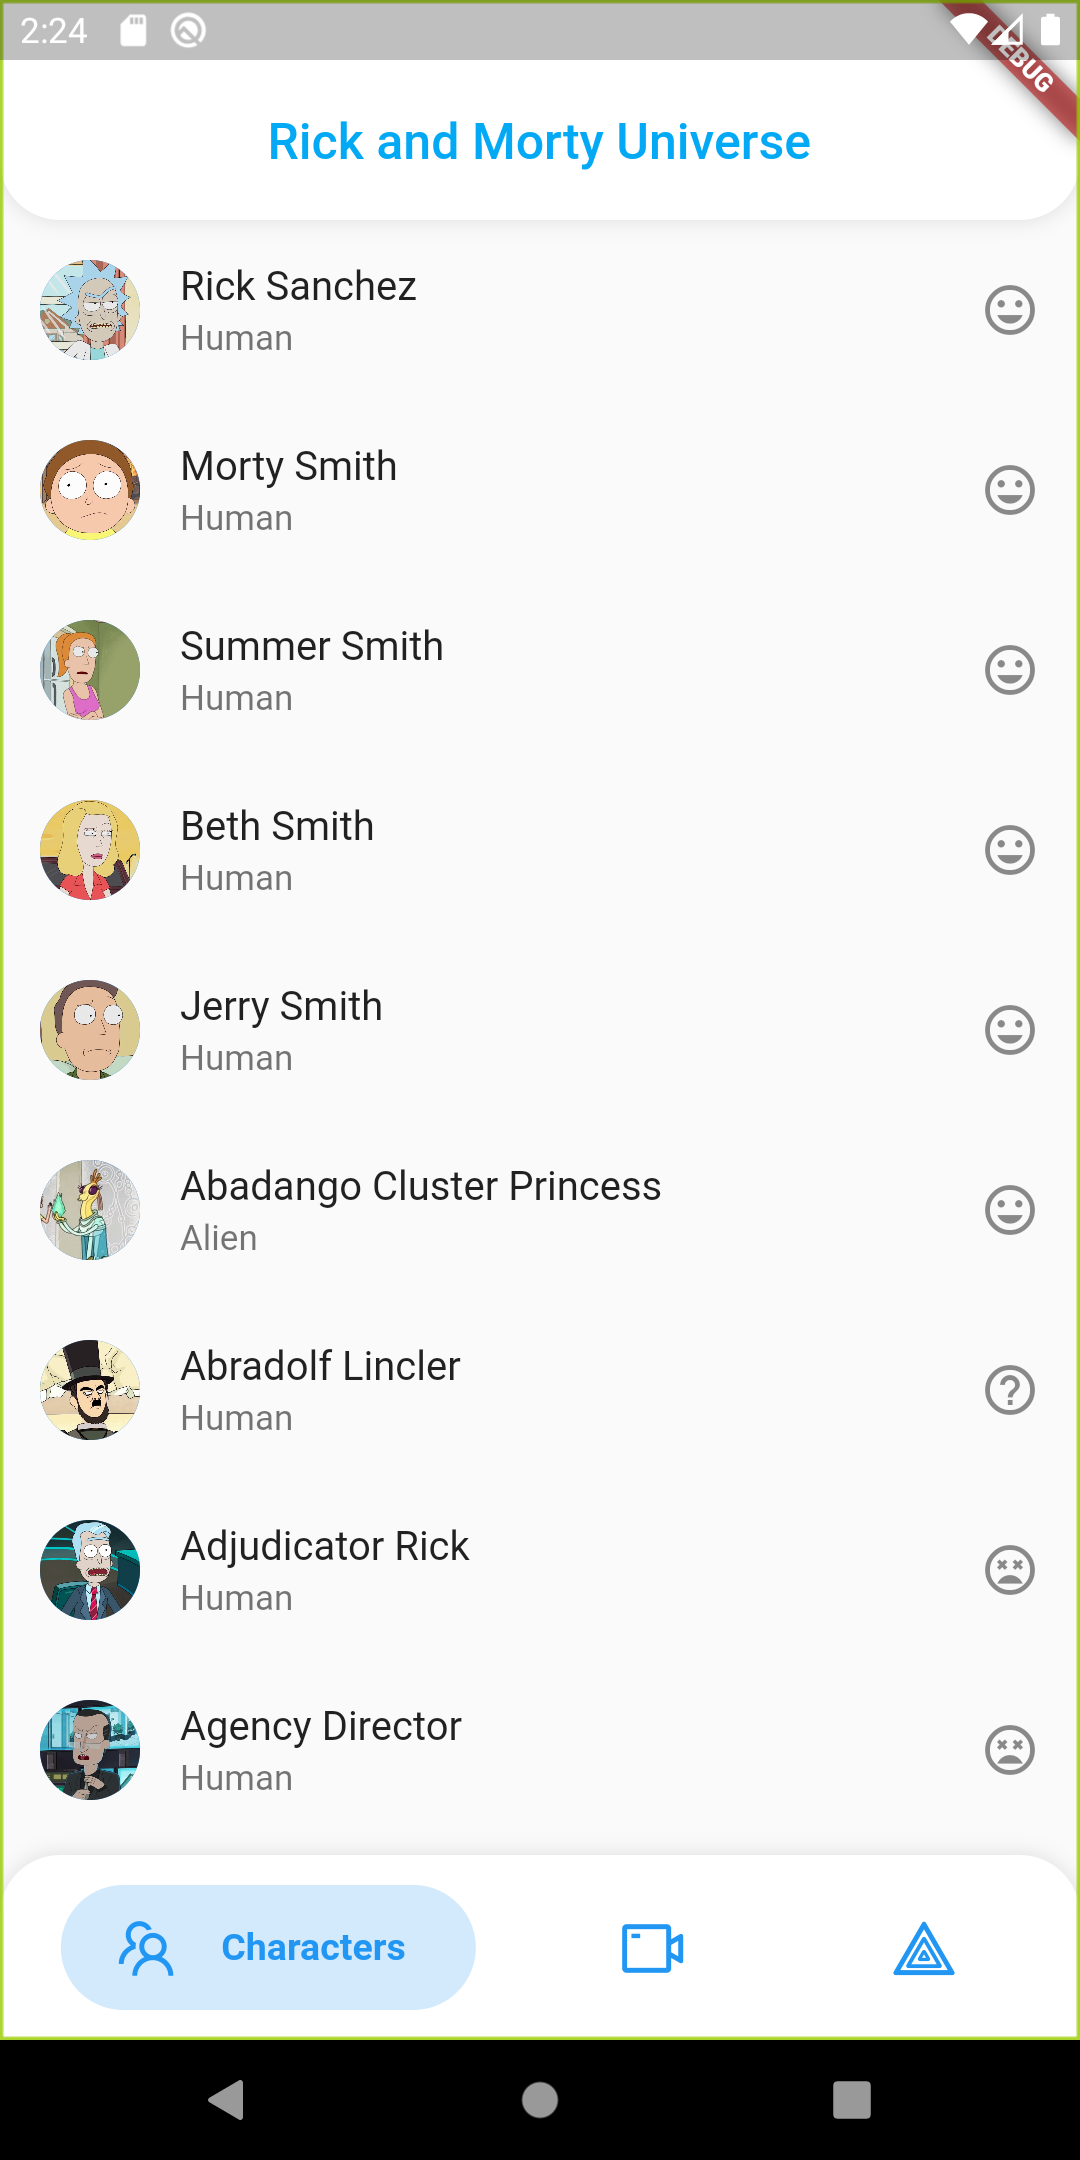 2:24
DEBUG
Rick and Morty Universe
Rick Sanchez
Human
Morty Smith
Human
Summer Smith
Human
Beth Smith
Human
Jerry Smith
Human
Abadango Cluster Princess
Alien
Abradolf Lincler
Human
Adjudicator Rick
Human
Agency Director
Human
Characters